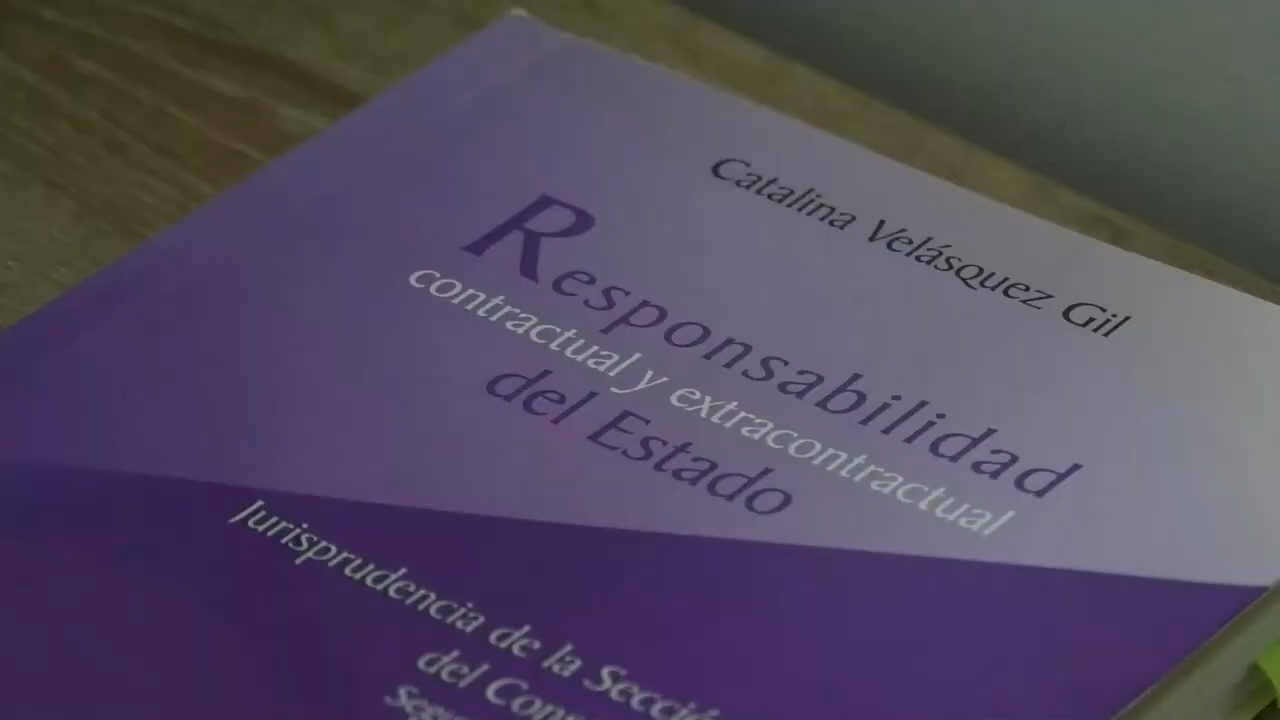 Catalina Velásquez Gil
Responsabilidad
contractual y extracontractual
del Estado
Jurisprudencia de la
del